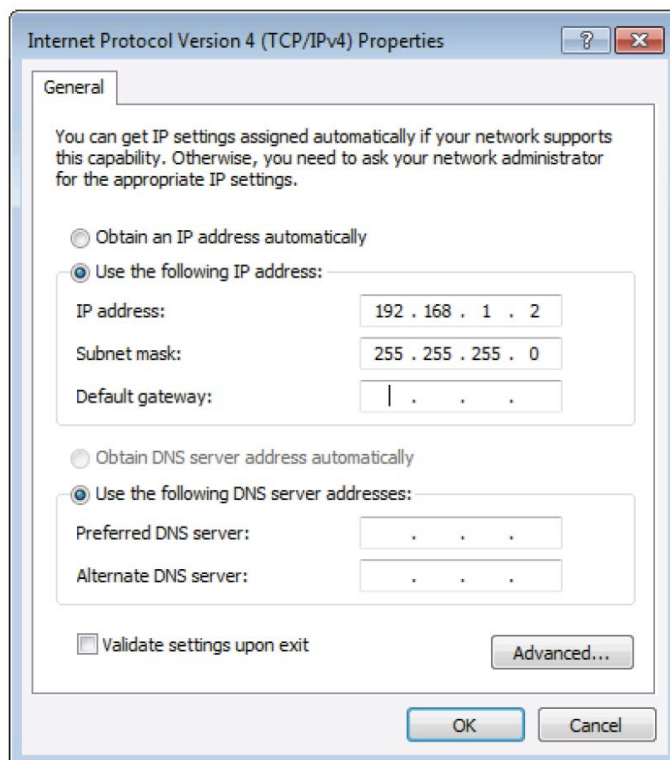 Internet Protocol Version 4 (TCP/IPv4) Properties
General
You can get IP settings assigned automatically if your network supports
this capability. Otherwise, you need to ask your network administrator
for the appropriate IP settings.
Obtain an IP address automatically
Use the following IP address:
IP address: 192 . 168 . 1 . 2
Subnet mask: 255 . 255 . 255 . 0
Default gateway: . . .
Obtain DNS server address automatically
Use the following DNS server addresses:
Preferred DNS server: . . .
Alternate DNS server: . . .
Validate settings upon exit
Advanced...
OK Cancel